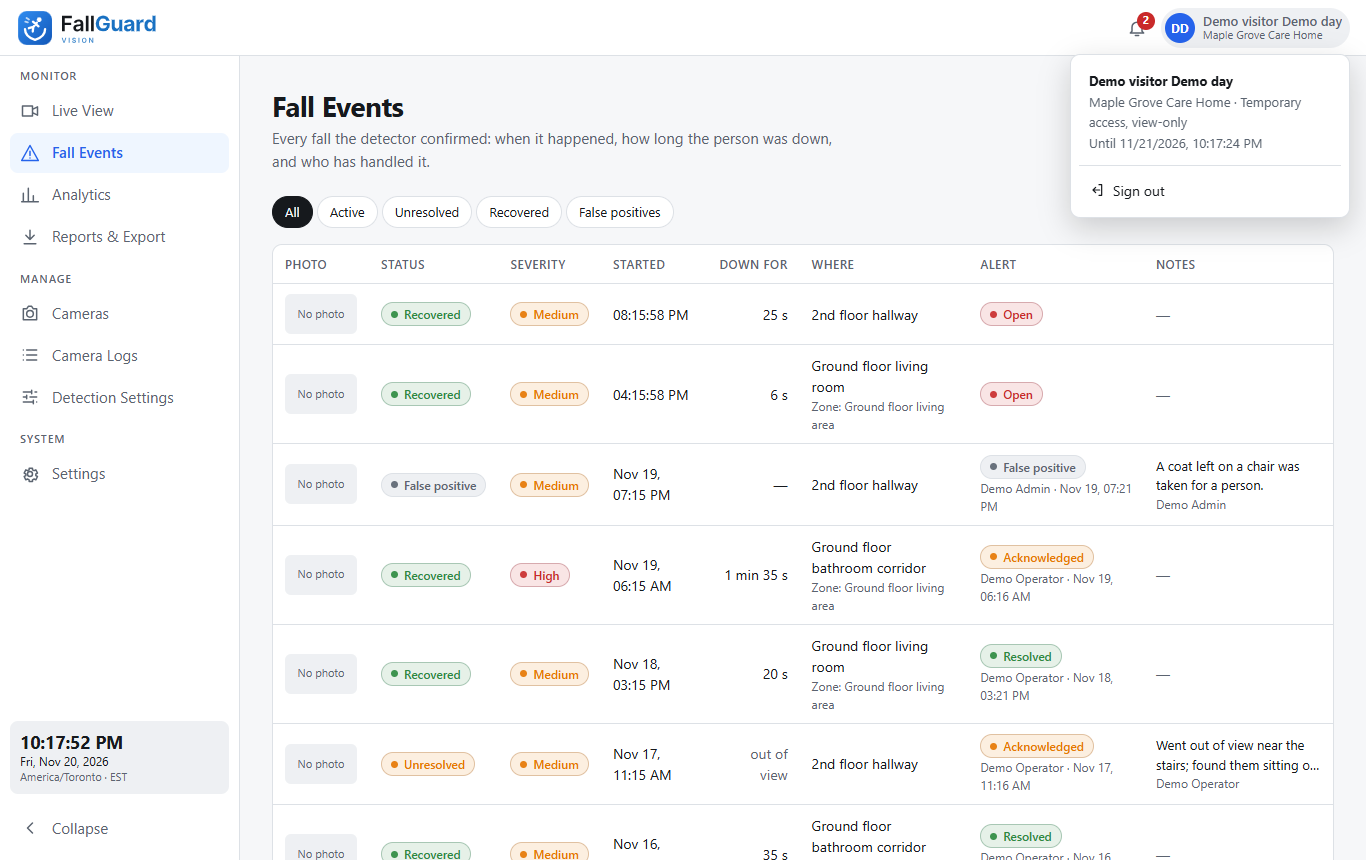 FallGuard
VISION
2
DD
Demo visitor Demo day
Maple Grove Care Home
Demo visitor Demo day
Maple Grove Care Home · Temporary
access, view-only
Until 11/21/2026, 10:17:24 PM
Sign out
MONITOR
Live View
Fall Events
Analytics
Reports & Export
MANAGE
Cameras
Camera Logs
Detection Settings
SYSTEM
Settings
10:17:52 PM
Fri, Nov 20, 2026
America/Toronto · EST
Collapse
Fall Events
Every fall the detector confirmed: when it happened, how long the person was down,
and who has handled it.
All Active Unresolved Recovered False positives
PHOTO STATUS SEVERITY STARTED DOWN FOR WHERE ALERT NOTES
No photo Recovered Medium 08:15:58 PM 25 s 2nd floor hallway Open —
No photo Recovered Medium 04:15:58 PM 6 s
Ground floor living
room
Zone: Ground floor living
area
Open —
No photo False positive Medium
Nov 19,
07:15 PM
— 2nd floor hallway
False positive
Demo Admin · Nov 19, 07:21
PM
A coat left on a chair was
taken for a person.
Demo Admin
No photo Recovered High
Nov 19,
06:15 AM
1 min 35 s
Ground floor
bathroom corridor
Zone: Ground floor living
area
Acknowledged
Demo Operator · Nov 19,
06:16 AM
—
No photo Recovered Medium
Nov 18,
03:15 PM
20 s
Ground floor living
room
Zone: Ground floor living
area
Resolved
Demo Operator · Nov 18,
03:21 PM
—
No photo Unresolved Medium
Nov 17,
11:15 AM
out of
view
2nd floor hallway
Acknowledged
Demo Operator · Nov 17,
11:16 AM
Went out of view near the
stairs; found them sitting o...
Demo Operator
No photo Recovered Medium
Nov 16,
35 s
Ground floor
bathroom corridor
Resolved
Demo Operator · Nov 16,
—